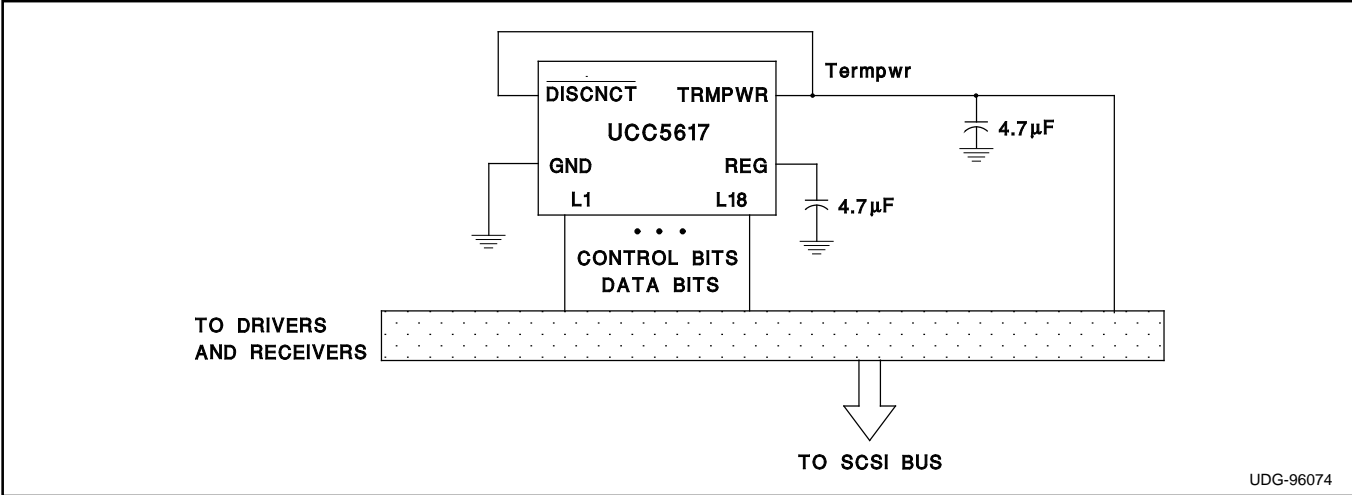 Termpwr
DISCNCT TRMPWR
UCC5617
4.7µF
GND REG
L1 L18
4.7µF
• • •
CONTROL BITS
DATA BITS
TO DRIVERS
AND RECEIVERS
TO SCSI BUS
UDG-96074